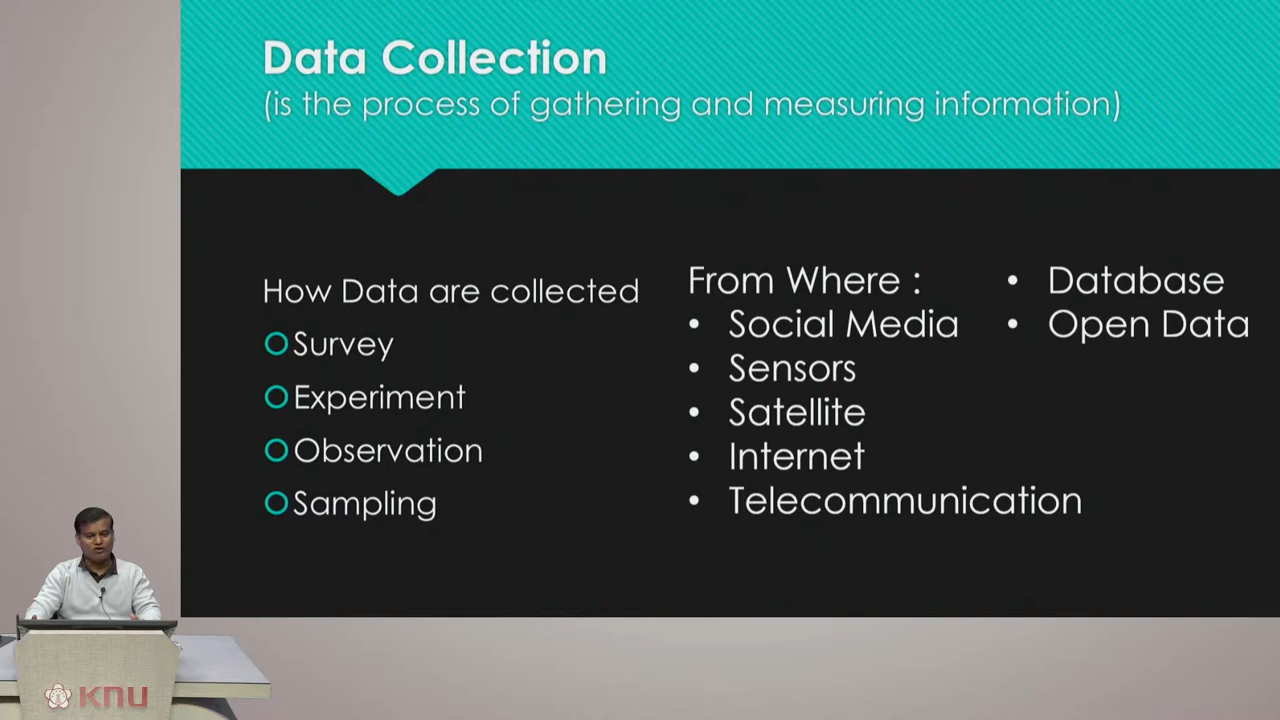 Data Collection
(is the process of gathering and measuring information)
How Data are collected
Survey
Experiment
Observation
Sampling
From Where :
• Social Media
• Sensors
• Satellite
• Internet
• Telecommunication
• Database
• Open Data
KNU